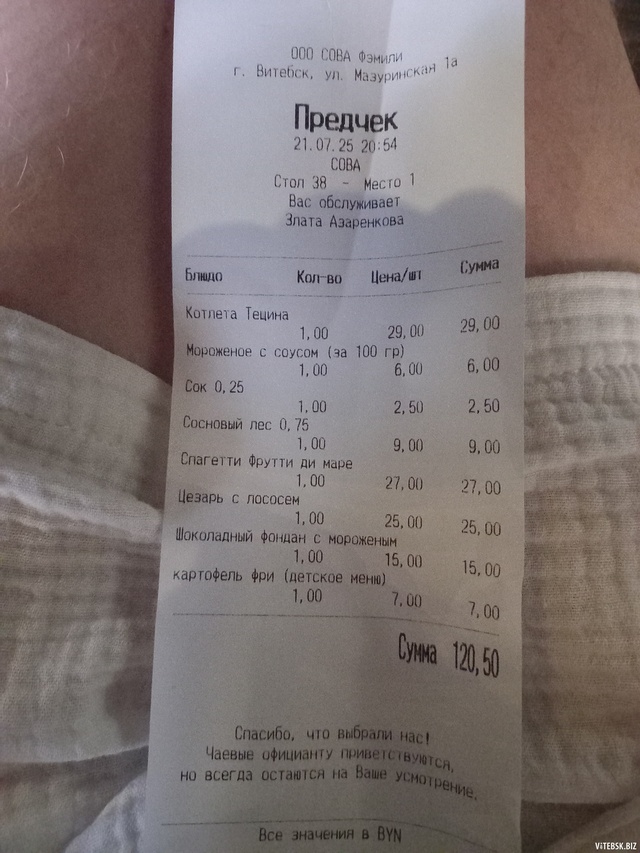 ООО СОВА Фэмили
г. Витебск, ул. Мазуринская 1а
Предчек
21.07.25 20:54
СОВА
Стол 38 - Место 1
Вас обслуживает
Злата Азаренкова
Блюдо Кол-во Цена/шт Сумма
Котлета Тещина
1,00 29,00 29,00
Мороженое с соусом (за 100 гр)
1,00 6,00 6,00
Сок 0,25
1,00 2,50 2,50
Сосновый лес 0,75
1,00 9,00 9,00
Спагетти Фрутти ди маре
1,00 27,00 27,00
Цезарь с лососем
1,00 25,00 25,00
Шоколадный фондан с мороженым
1,00 15,00 15,00
картофель фри (детское меню)
1,00 7,00 7,00
Сумма 120,50
Спасибо, что выбрали нас!
Чаевые официанту приветствуются,
но всегда остаются на Ваше усмотрение.
Все значения в BYN
ViTEBSK.BIZ